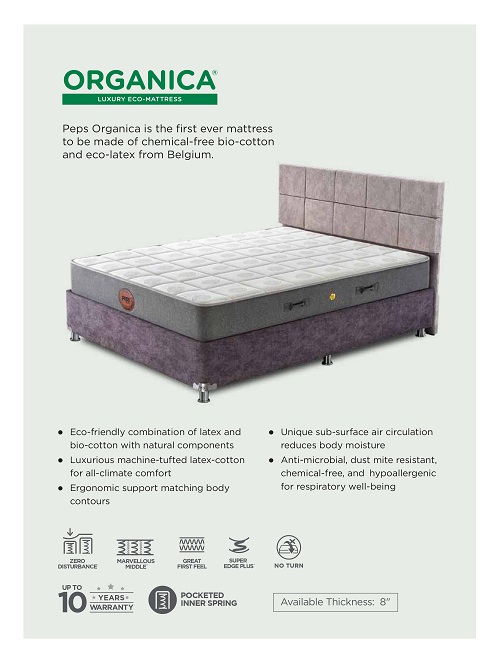 ORGANICA®
LUXURY ECO-MATTRESS
Peps Organica is the first ever mattress
to be made of chemical-free bio-cotton
and eco-latex from Belgium.
PEPS
• Eco-friendly combination of latex and
bio-cotton with natural components
• Luxurious machine-tufted latex-cotton
for all-climate comfort
• Ergonomic support matching body
contours
• Unique sub-surface air circulation
reduces body moisture
• Anti-microbial, dust mite resistant,
chemical-free, and hypoallergenic
for respiratory well-being
ZERO
DISTURBANCE
MARVELLOUS
MIDDLE
GREAT
FIRST FEEL
SUPER
EDGE PLUS
NO TURN
UP TO
10 YEARS
WARRANTY
POCKETED
INNER SPRING
Available Thickness: 8"